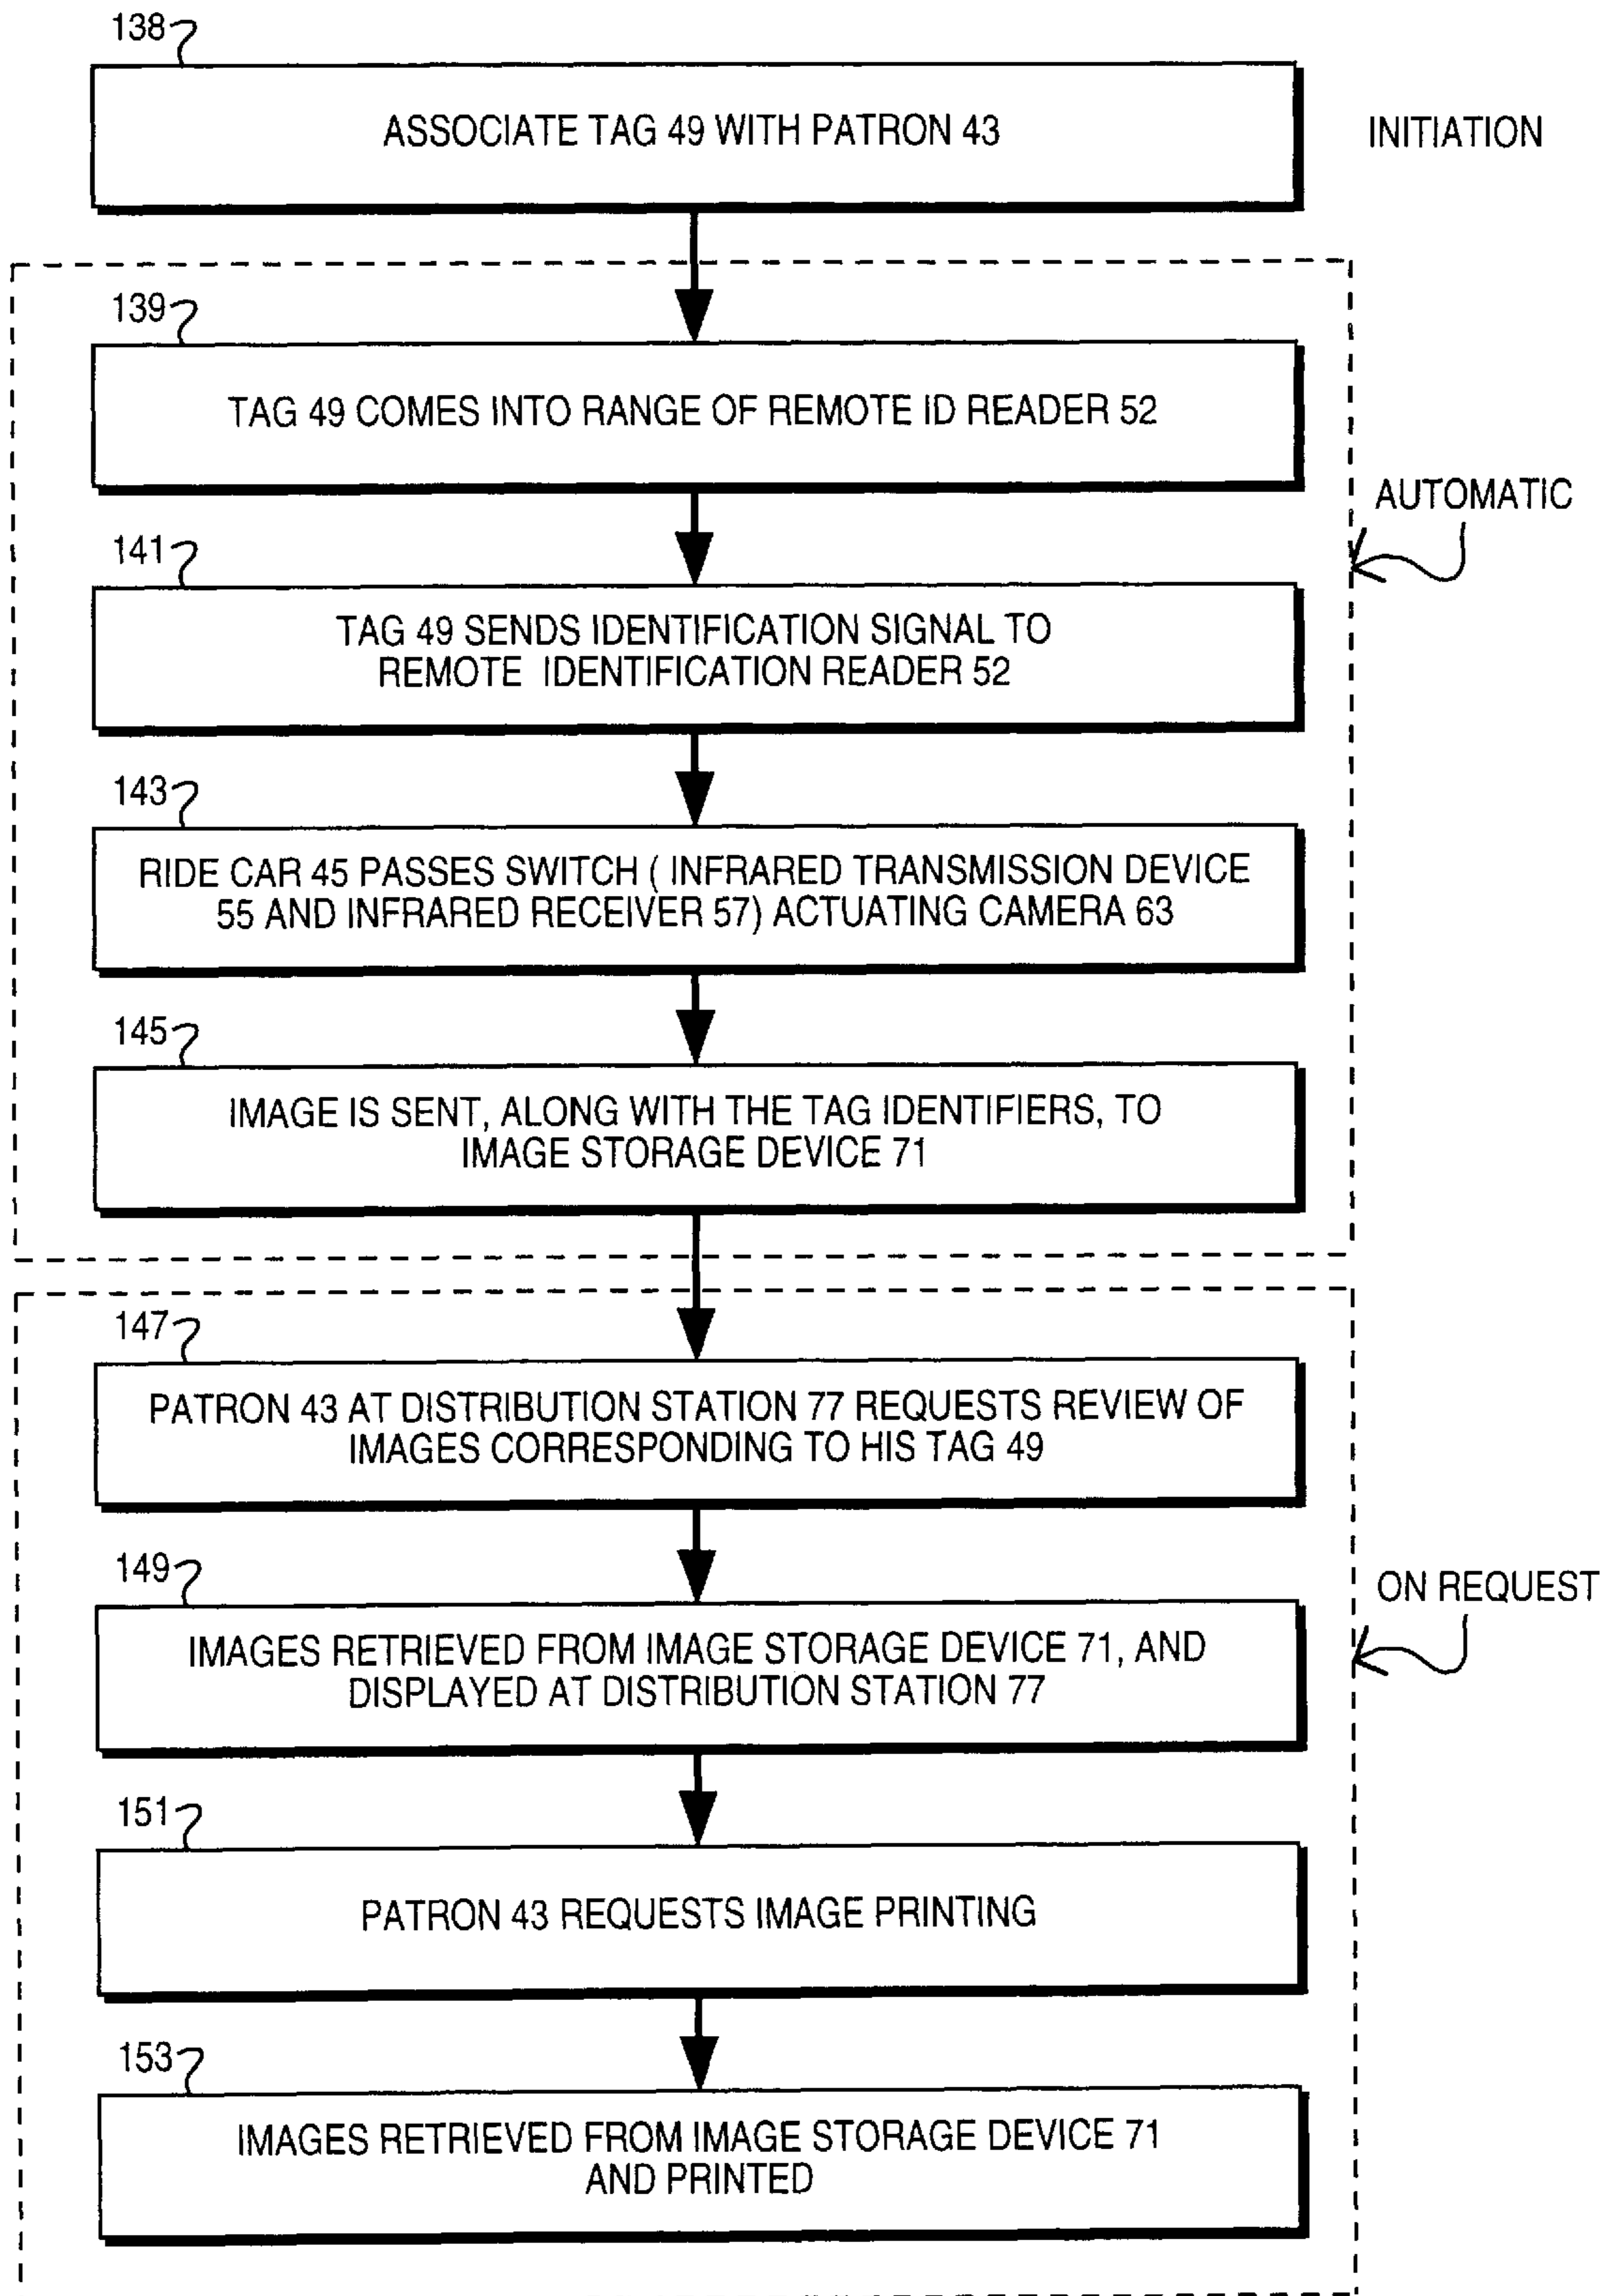 138
ASSOCIATE TAG 49 WITH PATRON 43
INITIATION
139
TAG 49 COMES INTO RANGE OF REMOTE ID READER 52
AUTOMATIC
141
TAG 49 SENDS IDENTIFICATION SIGNAL TO
REMOTE IDENTIFICATION READER 52
143
RIDE CAR 45 PASSES SWITCH ( INFRARED TRANSMISSION DEVICE
55 AND INFRARED RECEIVER 57) ACTUATING CAMERA 63
145
IMAGE IS SENT, ALONG WITH THE TAG IDENTIFIERS, TO
IMAGE STORAGE DEVICE 71
147
PATRON 43 AT DISTRIBUTION STATION 77 REQUESTS REVIEW OF
IMAGES CORRESPONDING TO HIS TAG 49
149
ON REQUEST
IMAGES RETRIEVED FROM IMAGE STORAGE DEVICE 71, AND
DISPLAYED AT DISTRIBUTION STATION 77
151
PATRON 43 REQUESTS IMAGE PRINTING
153
IMAGES RETRIEVED FROM IMAGE STORAGE DEVICE 71
AND PRINTED